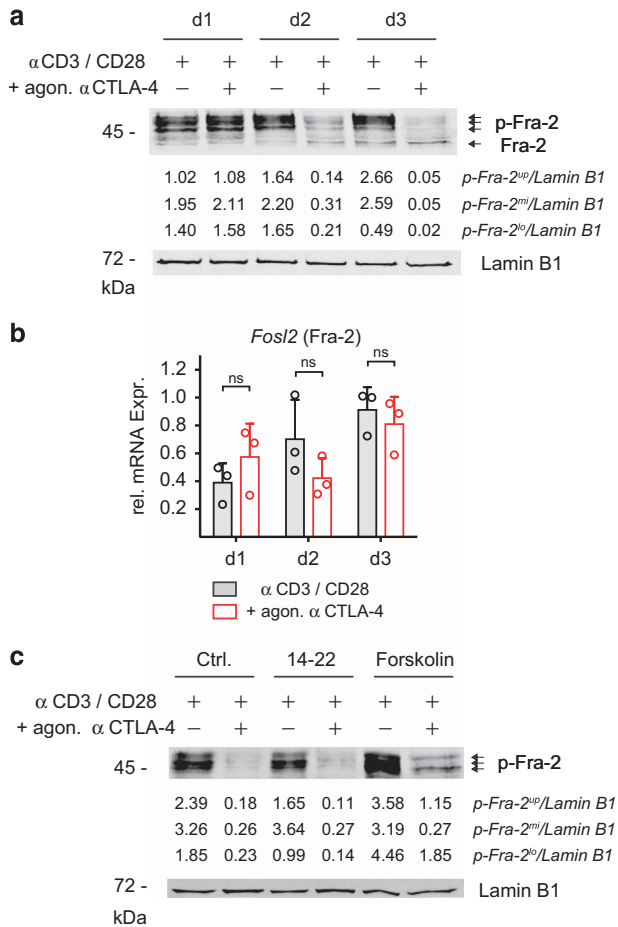 a
d1 d2 d3
αCD3 / CD28 + + + + + +
+ agon. αCTLA-4 − + − + − +
45 -
p-Fra-2
Fra-2
1.02 1.08 1.64 0.14 2.66 0.05 p-Fra-2up/Lamin B1
1.95 2.11 2.20 0.31 2.59 0.05 p-Fra-2mi/Lamin B1
1.40 1.58 1.65 0.21 0.49 0.02 p-Fra-2lo/Lamin B1
72 - Lamin B1
kDa
b
Fosl2 (Fra-2)
rel. mRNA Expr.
1.2
1.0
0.8
0.6
0.4
0.2
ns ns ns
d1 d2 d3
α CD3 / CD28
+ agon. α CTLA-4
c
Ctrl. 14-22 Forskolin
α CD3 / CD28 + + + + + +
+ agon. α CTLA-4 − + − + − +
45 - p-Fra-2
2.39 0.18 1.65 0.11 3.58 1.15 p-Fra-2up/Lamin B1
3.26 0.26 3.64 0.27 3.19 0.27 p-Fra-2mi/Lamin B1
1.85 0.23 0.99 0.14 4.46 1.85 p-Fra-2lo/Lamin B1
72 - Lamin B1
kDa